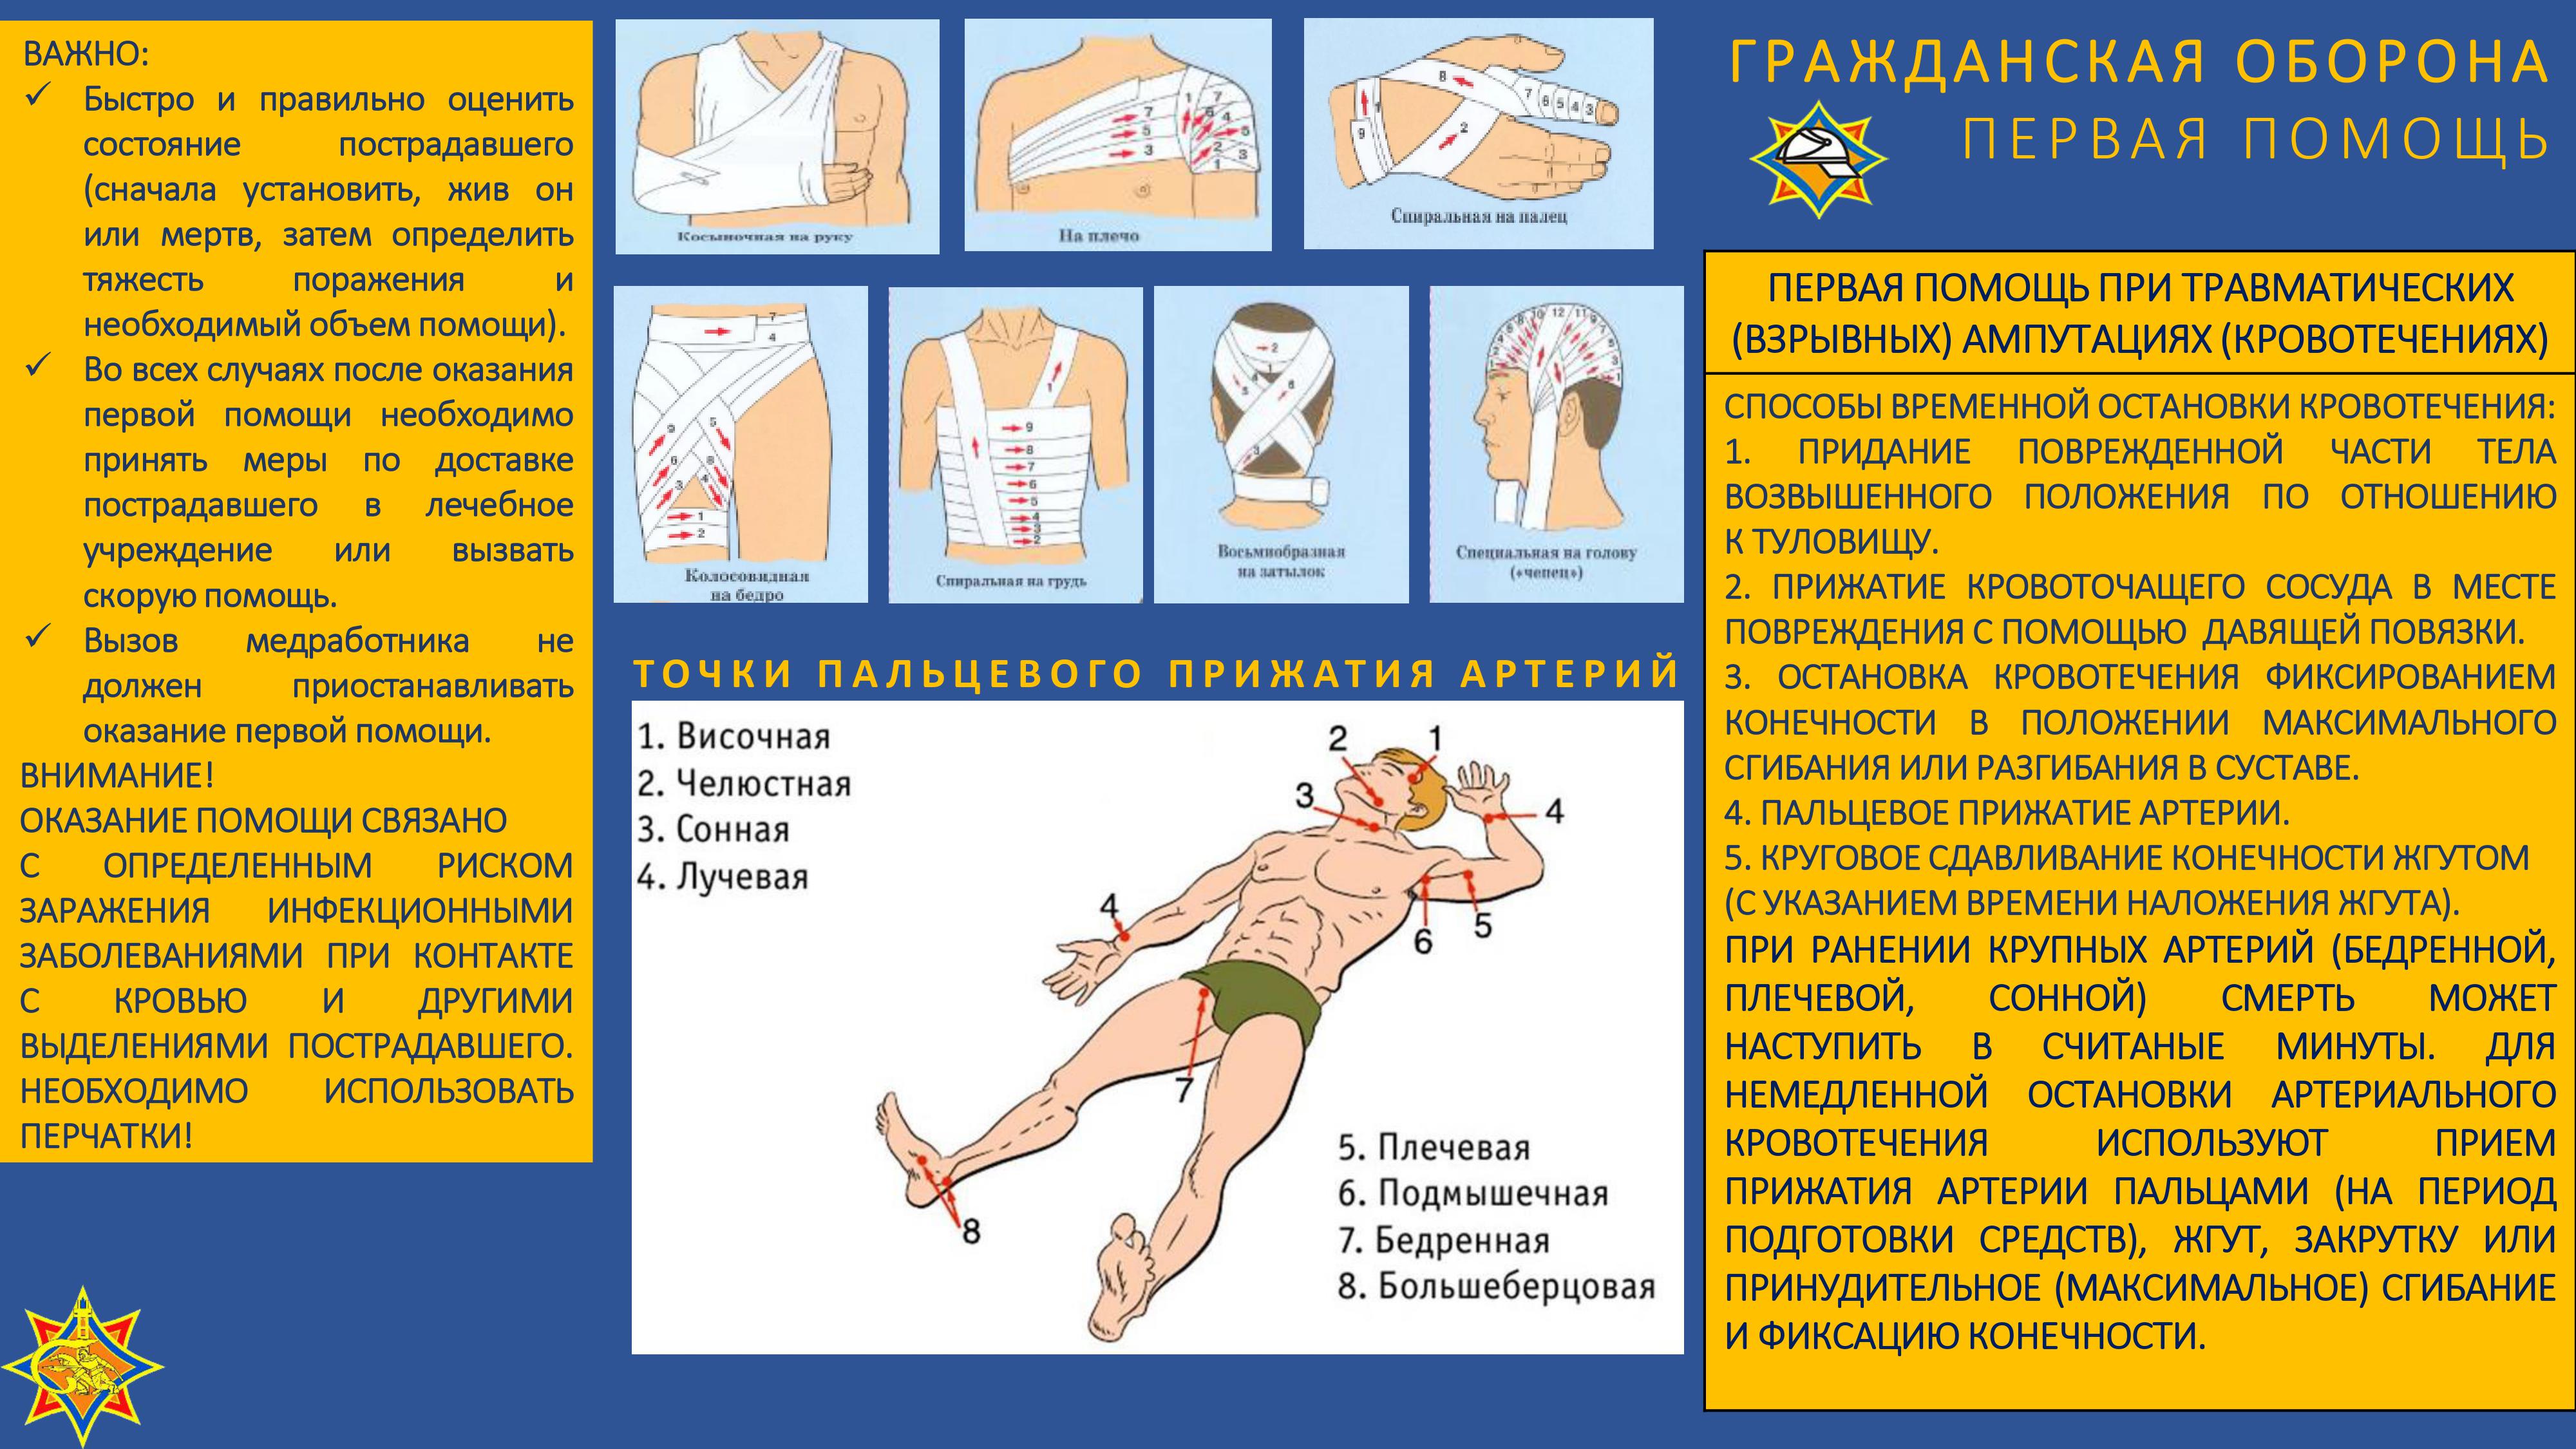 ВАЖНО:
✓ Быстро и правильно оценить
состояние пострадавшего
(сначала установить, жив он
или мертв, затем определить
тяжесть поражения и
необходимый объем помощи).
✓ Во всех случаях после оказания
первой помощи необходимо
принять меры по доставке
пострадавшего в лечебное
учреждение или вызвать
скорую помощь.
✓ Вызов медработника не
должен приостанавливать
оказание первой помощи.
ВНИМАНИЕ!
ОКАЗАНИЕ ПОМОЩИ СВЯЗАНО
С ОПРЕДЕЛЕННЫМ РИСКОМ
ЗАРАЖЕНИЯ ИНФЕКЦИОННЫМИ
ЗАБОЛЕВАНИЯМИ ПРИ КОНТАКТЕ
С КРОВЬЮ И ДРУГИМИ
ВЫДЕЛЕНИЯМИ ПОСТРАДАВШЕГО.
НЕОБХОДИМО ИСПОЛЬЗОВАТЬ
ПЕРЧАТКИ!
Косыночная на руку
На плечо
Спиральная на палец
Колосовидная
на бедро
Спиральная на грудь
Восьмиобразная
на затылок
Специальная на голову
(«чепец»)
ТОЧКИ ПАЛЬЦЕВОГО ПРИЖАТИЯ АРТЕРИЙ
1. Височная
2. Челюстная
3. Сонная
4. Лучевая
2 1
3
4
4
5
6
7
8
5. Плечевая
6. Подмышечная
7. Бедренная
8. Большеберцовая
ГРАЖДАНСКАЯ ОБОРОНА
ПЕРВАЯ ПОМОЩЬ
ПЕРВАЯ ПОМОЩЬ ПРИ ТРАВМАТИЧЕСКИХ
(ВЗРЫВНЫХ) АМПУТАЦИЯХ (КРОВОТЕЧЕНИЯХ)
СПОСОБЫ ВРЕМЕННОЙ ОСТАНОВКИ КРОВОТЕЧЕНИЯ:
1. ПРИДАНИЕ ПОВРЕЖДЕННОЙ ЧАСТИ ТЕЛА
ВОЗВЫШЕННОГО ПОЛОЖЕНИЯ ПО ОТНОШЕНИЮ
К ТУЛОВИЩУ.
2. ПРИЖАТИЕ КРОВОТОЧАЩЕГО СОСУДА В МЕСТЕ
ПОВРЕЖДЕНИЯ С ПОМОЩЬЮ ДАВЯЩЕЙ ПОВЯЗКИ.
3. ОСТАНОВКА КРОВОТЕЧЕНИЯ ФИКСИРОВАНИЕМ
КОНЕЧНОСТИ В ПОЛОЖЕНИИ МАКСИМАЛЬНОГО
СГИБАНИЯ ИЛИ РАЗГИБАНИЯ В СУСТАВЕ.
4. ПАЛЬЦЕВОЕ ПРИЖАТИЕ АРТЕРИИ.
5. КРУГОВОЕ СДАВЛИВАНИЕ КОНЕЧНОСТИ ЖГУТОМ
(С УКАЗАНИЕМ ВРЕМЕНИ НАЛОЖЕНИЯ ЖГУТА).
ПРИ РАНЕНИИ КРУПНЫХ АРТЕРИЙ (БЕДРЕННОЙ,
ПЛЕЧЕВОЙ, СОННОЙ) СМЕРТЬ МОЖЕТ
НАСТУПИТЬ В СЧИТАНЫЕ МИНУТЫ. ДЛЯ
НЕМЕДЛЕННОЙ ОСТАНОВКИ АРТЕРИАЛЬНОГО
КРОВОТЕЧЕНИЯ ИСПОЛЬЗУЮТ ПРИЕМ
ПРИЖАТИЯ АРТЕРИИ ПАЛЬЦАМИ (НА ПЕРИОД
ПОДГОТОВКИ СРЕДСТВ), ЖГУТ, ЗАКРУТКУ ИЛИ
ПРИНУДИТЕЛЬНОЕ (МАКСИМАЛЬНОЕ) СГИБАНИЕ
И ФИКСАЦИЮ КОНЕЧНОСТИ.